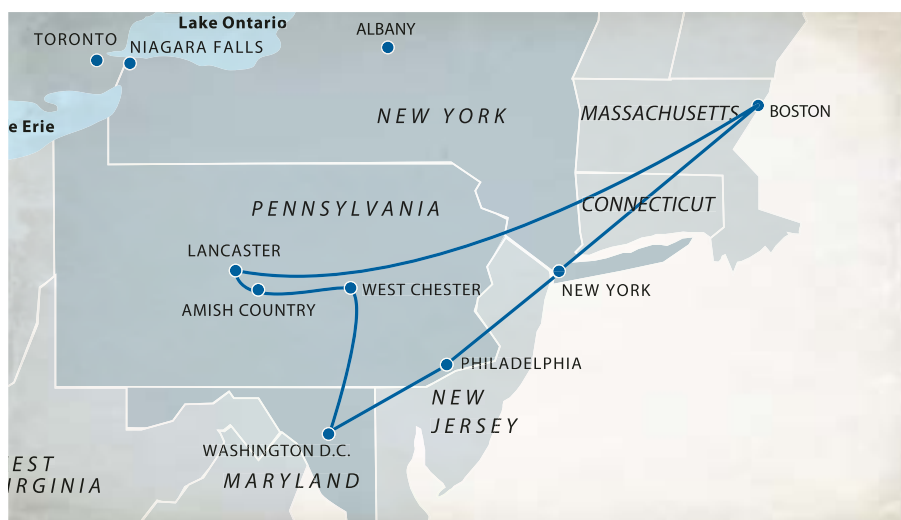 Lake Ontario
ALBANY
TORONTO
NIAGARA FALLS
NEW YORK
MASSACHUSETTS
BOSTON
e Erie
PENNSYLVANIA
CONNECTICUT
LANCASTER
WEST CHESTER
NEW YORK
AMISH COUNTRY
PHILADELPHIA
NEW
JERSEY
WASHINGTON D.C.
EST
IRGINIA
MARYLAND